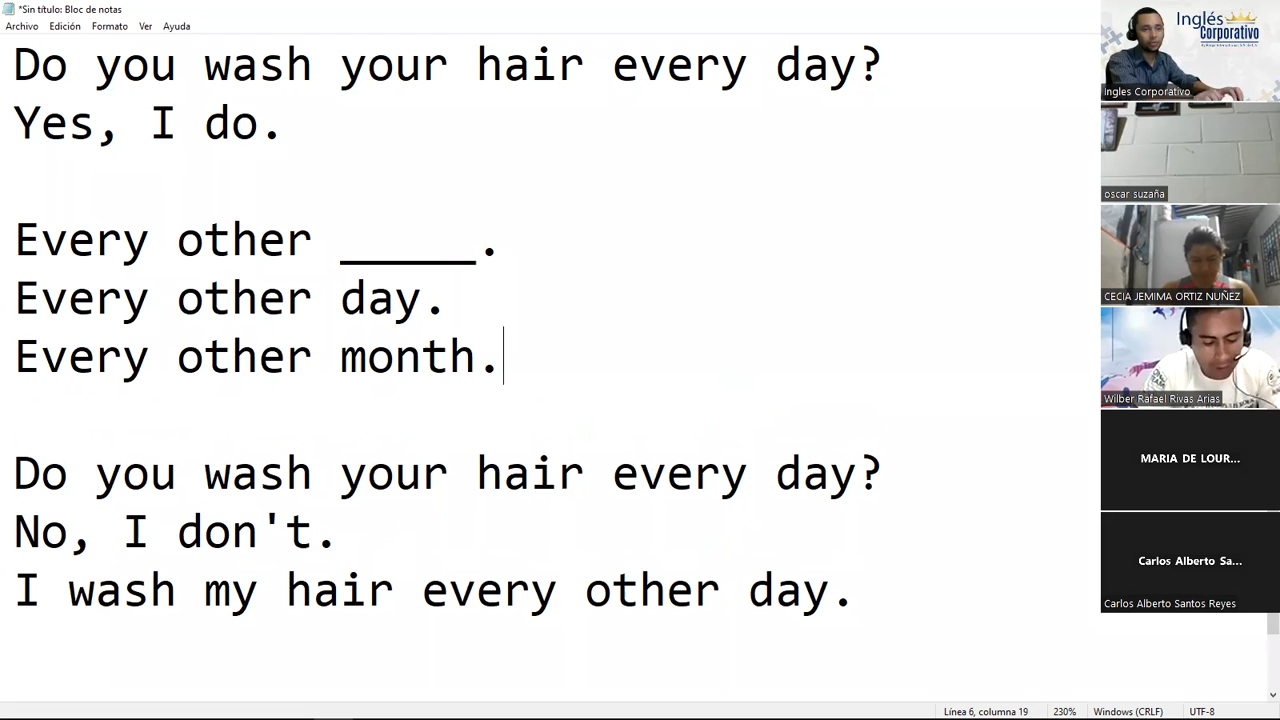 *Sin título: Bloc de notas
Archivo Edición Formato Ver Ayuda
Do you wash your hair every day?
Yes, I do.
Every other _____.
Every other day.
Every other month.
Do you wash your hair every day?
No, I don't.
I wash my hair every other day.
Línea 6, columna 19 230% Windows (CRLF) UTF-8
Inglés
Corporativo
Ingles Corporativo
oscar suzaña
CECIA JEMIMA ORTIZ NUÑEZ
Wilber Rafael Rivas Arias
MARIA DE LOUR...
Carlos Alberto Sa...
Carlos Alberto Santos Reyes